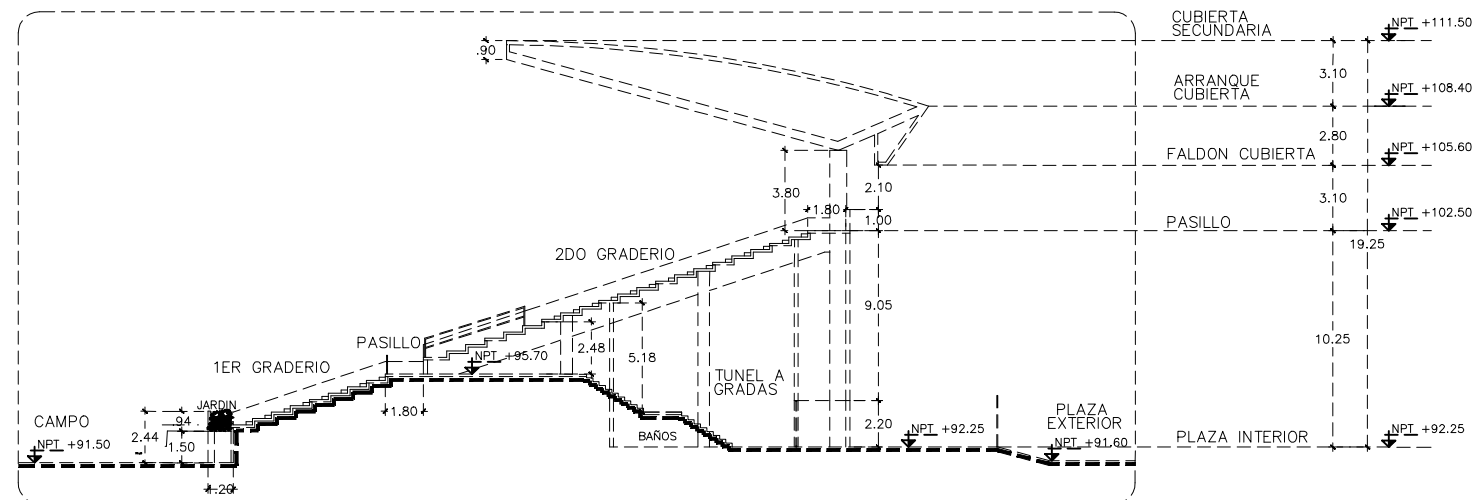 CUBIERTA
SECUNDARIA
NPT +111.50
.90
3.10
ARRANQUE
CUBIERTA
NPT +108.40
2.80
FALDON CUBIERTA
NPT +105.60
3.80
2.10
3.10
1.80
1.00
PASILLO
NPT +102.50
19.25
2DO GRADERIO
9.05
10.25
PASILLO
NPT +95.70
2.48
5.18
1ER GRADERIO
TUNEL A
GRADAS
JARDIN
1.80
CAMPO
.94
2.44
1.50
NPT +91.50
BAÑOS
2.20
NPT +92.25
PLAZA
EXTERIOR
NPT +91.60
PLAZA INTERIOR
NPT +92.25
1.20